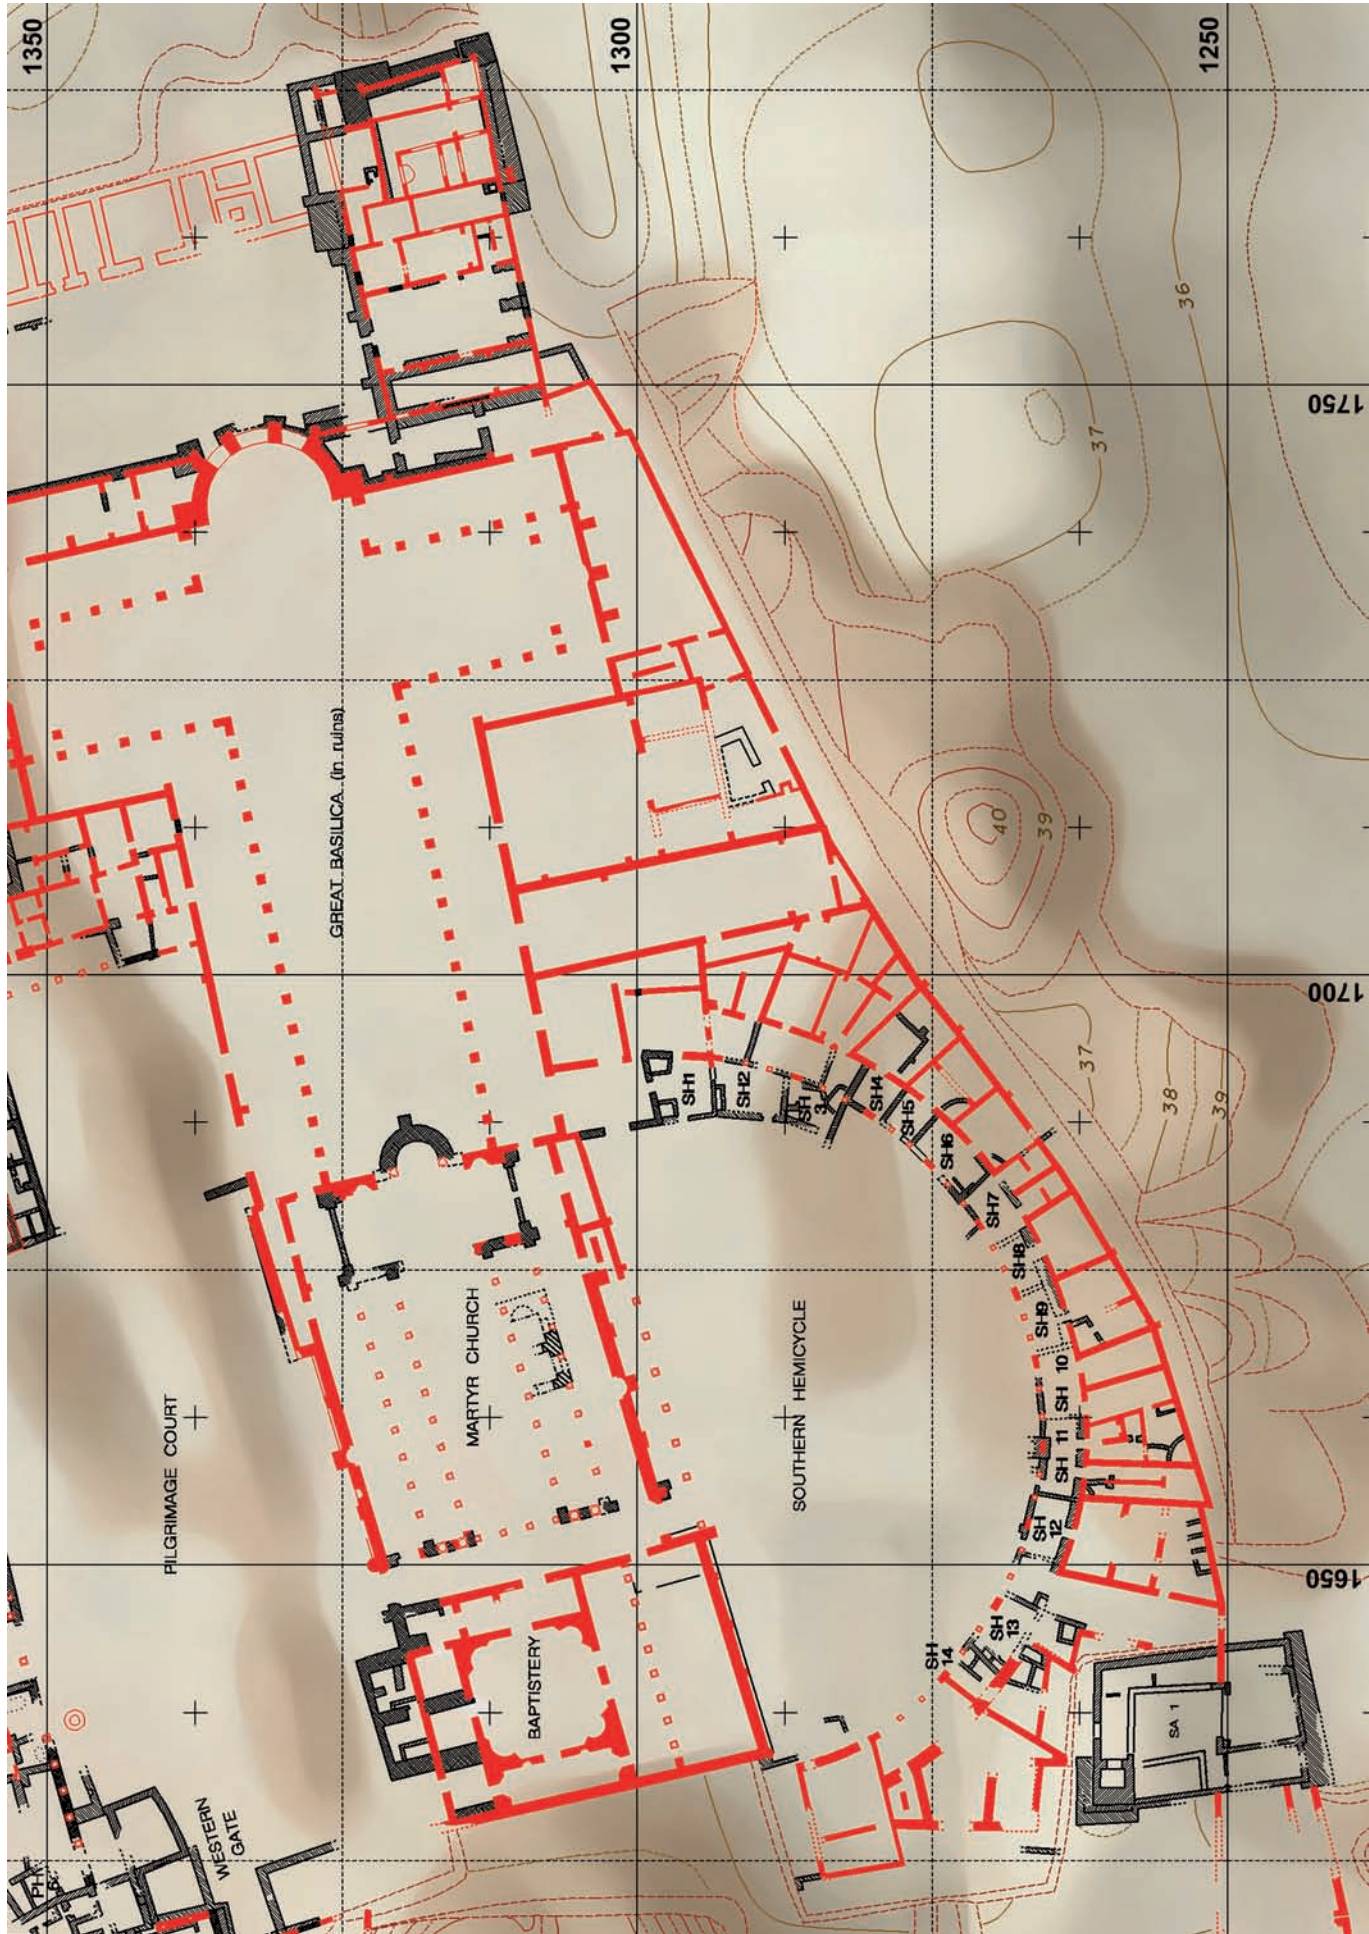 1350
1300
1250
36
1750
37
GREAT BASILICA (in ruins)
40
39
1700
37
38
39
SH1
SH2
SH
3
SH4
SH5
SH6
SH7
SH8
SH9
SH 10
SH 11
SH
12
SH
13
SH
14
PILGRIMAGE COURT
MARTYR CHURCH
SOUTHERN HEMICYCLE
1650
BAPTISTERY
SA 1
WESTERN
GATE